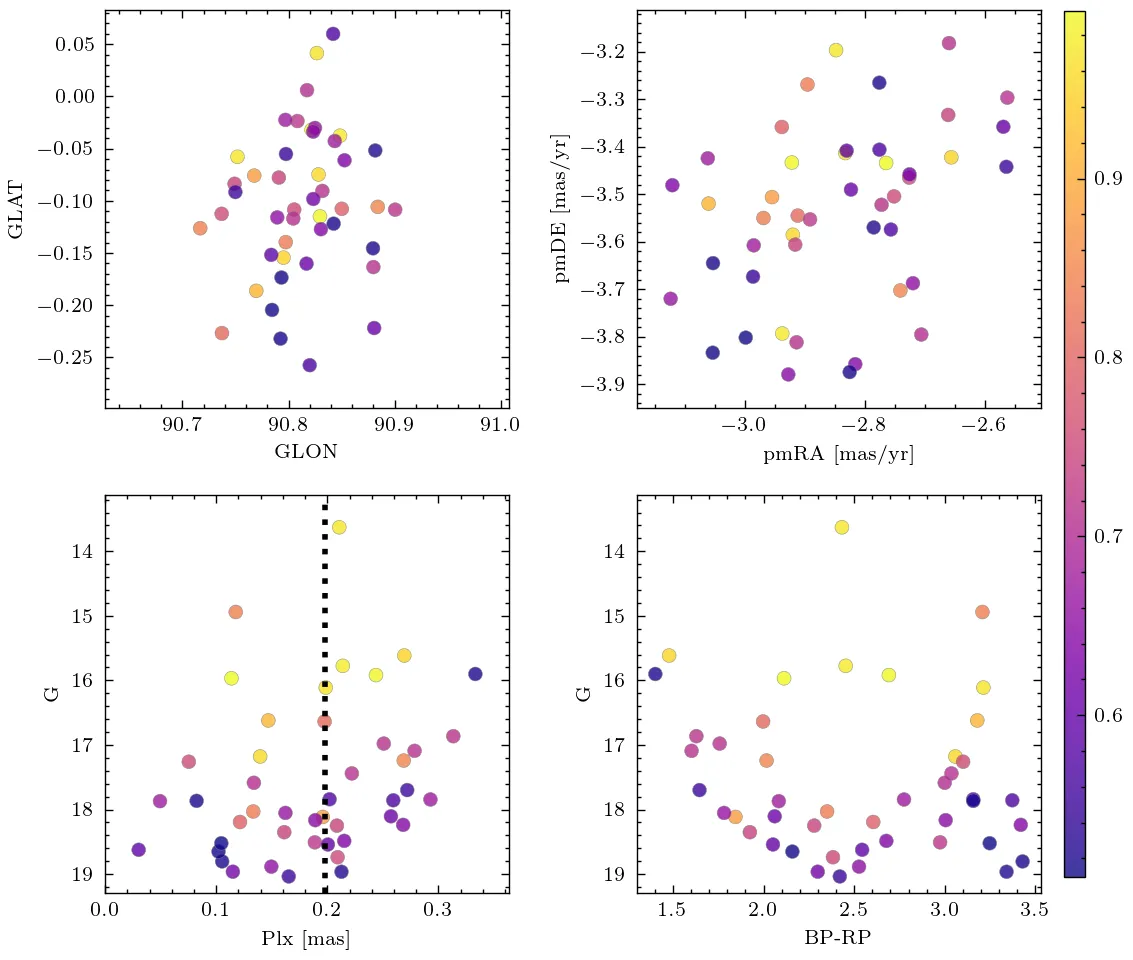 0.05
0.00
−0.05
−0.10
−0.15
−0.20
−0.25
GLAT
90.7 90.8 90.9 91.0
GLON
−3.2
−3.3
−3.4
−3.5
−3.6
−3.7
−3.8
−3.9
pmDE [mas/yr]
−3.0 −2.8 −2.6
pmRA [mas/yr]
0.9
0.8
0.7
0.6
14
15
16
17
18
19
G
0.0 0.1 0.2 0.3
Plx [mas]
14
15
16
17
18
19
G
1.5 2.0 2.5 3.0 3.5
BP-RP